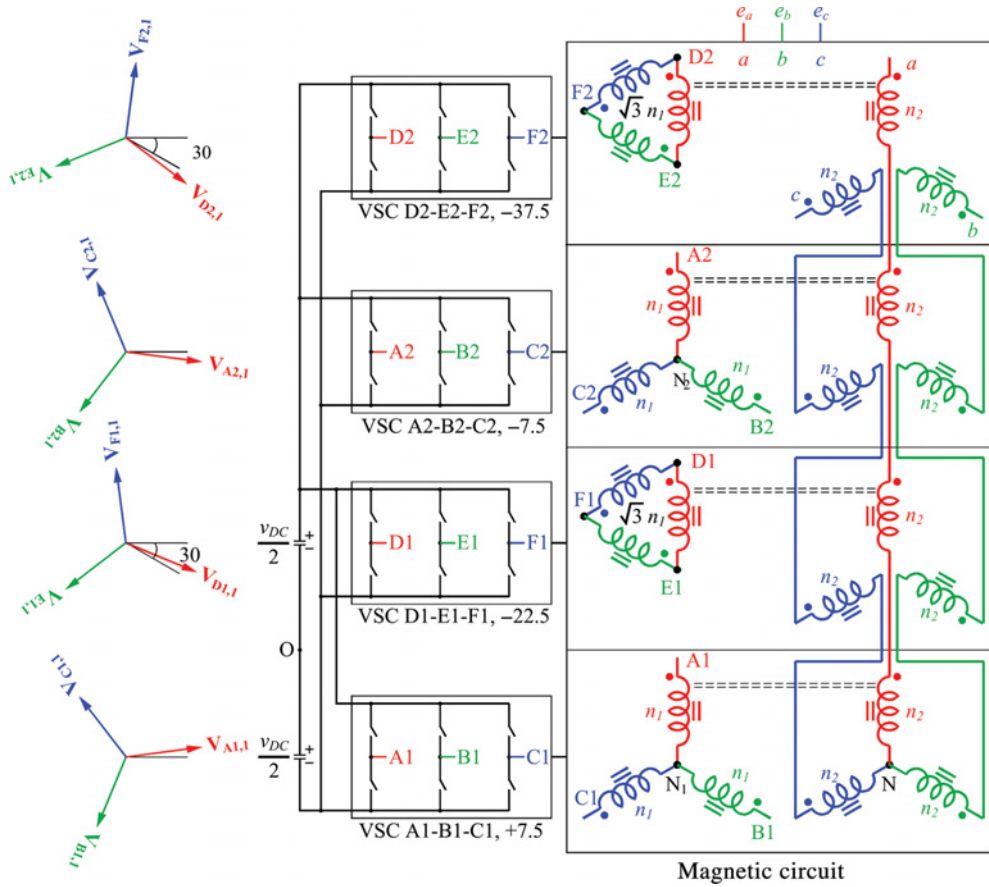 e_a e_b e_c
a b c
V_F2,1
30
V_E2,1
V_D2,1
D2 E2 F2
VSC D2-E2-F2, −37.5
D2
F2
√3 n_1
E2
a
n_2
n_2
c
n_2
b
V_C2,1
V_A2,1
V_B2,1
A2 B2 C2
VSC A2-B2-C2, −7.5
A2
n_1
N_2
n_1
C2
n_1
B2
n_2
n_2
n_2
V_F1,1
30
V_E1,1
V_D1,1
v_DC
2
+
−
D1 E1 F1
VSC D1-E1-F1, −22.5
D1
F1
√3 n_1
E1
n_2
n_2
n_2
O
V_C1,1
V_A1,1
V_B1,1
v_DC
2
+
−
A1 B1 C1
VSC A1-B1-C1, +7.5
A1
n_1
N_1
n_1
C1
n_1
B1
n_2
n_2
N
n_2
Magnetic circuit